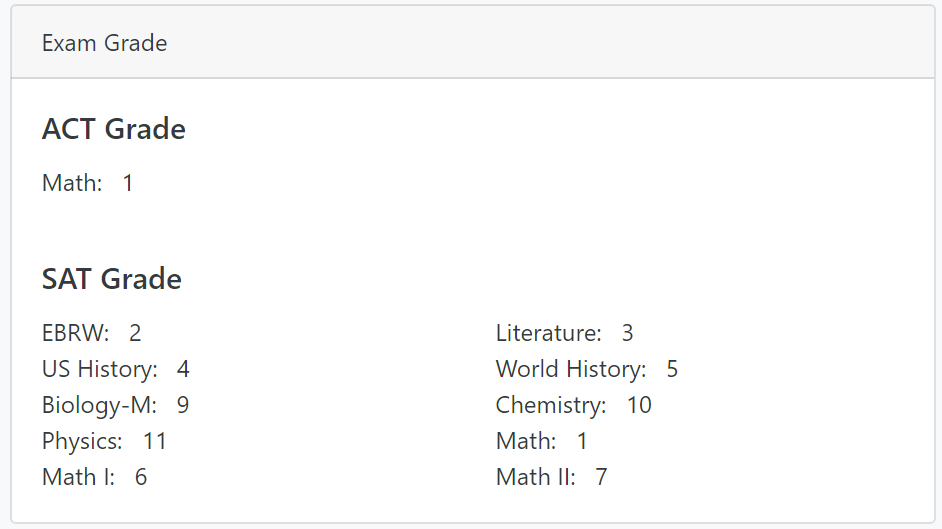 Exam Grade
ACT Grade
Math: 1
SAT Grade
EBRW: 2 Literature: 3
US History: 4 World History: 5
Biology-M: 9 Chemistry: 10
Physics: 11 Math: 1
Math I: 6 Math II: 7